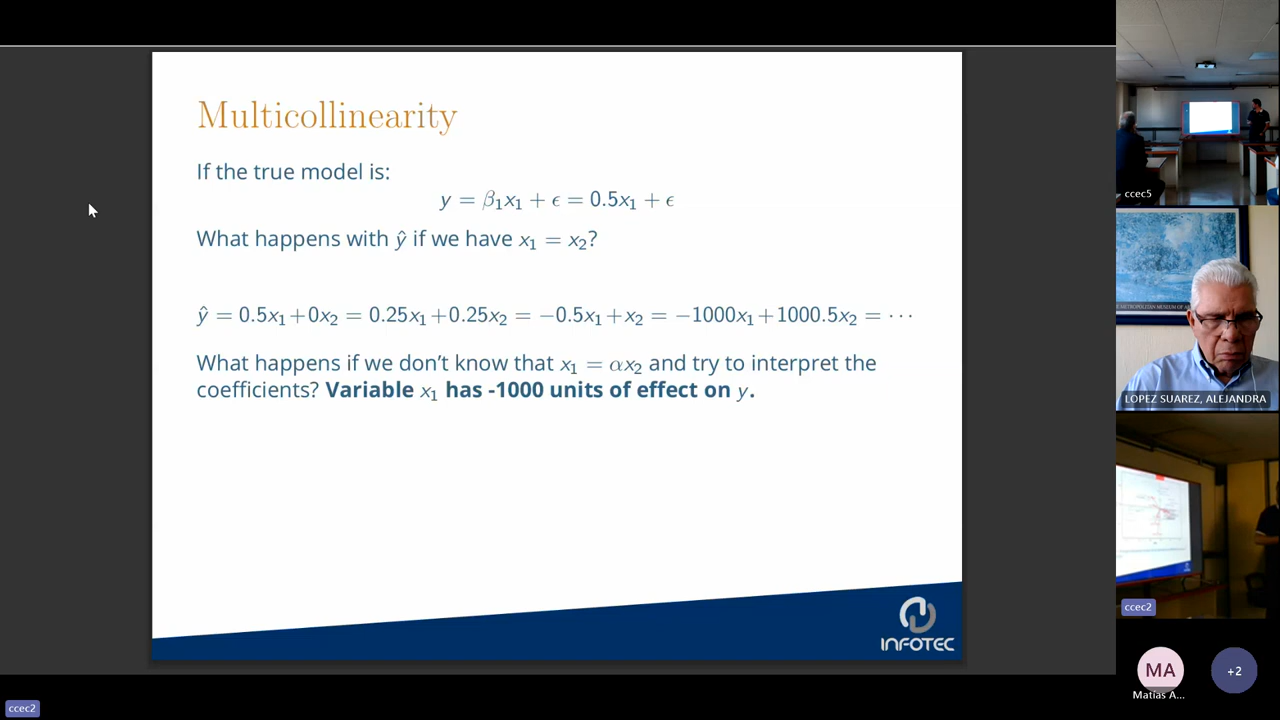 Multicollinearity
If the true model is:
y = β₁x₁ + ϵ = 0.5x₁ + ϵ
What happens with ŷ if we have x₁ = x₂?
ŷ = 0.5x₁+0x₂ = 0.25x₁+0.25x₂ = −0.5x₁+x₂ = −1000x₁+1000.5x₂ = ···
What happens if we don't know that x₁ = αx₂ and try to interpret the
coefficients? Variable x₁ has -1000 units of effect on y.
INFOTEC
ccec5
LOPEZ SUAREZ, ALEJANDRA
ccec2
MA
+2
Matías A...
ccec2